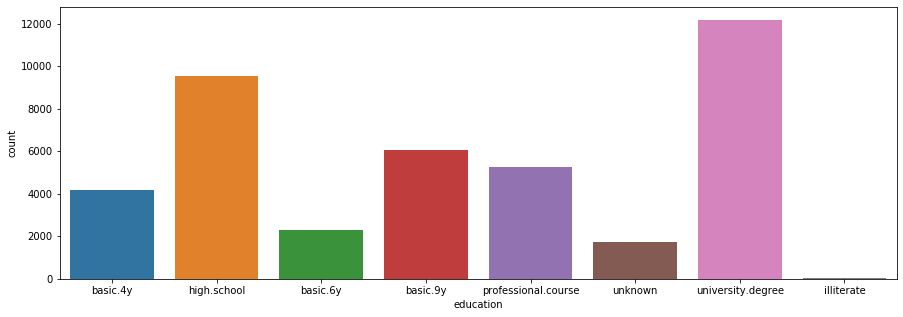 12000
10000
8000
6000
4000
2000
0
count
basic.4y high.school basic.6y basic.9y professional.course unknown university.degree illiterate
education